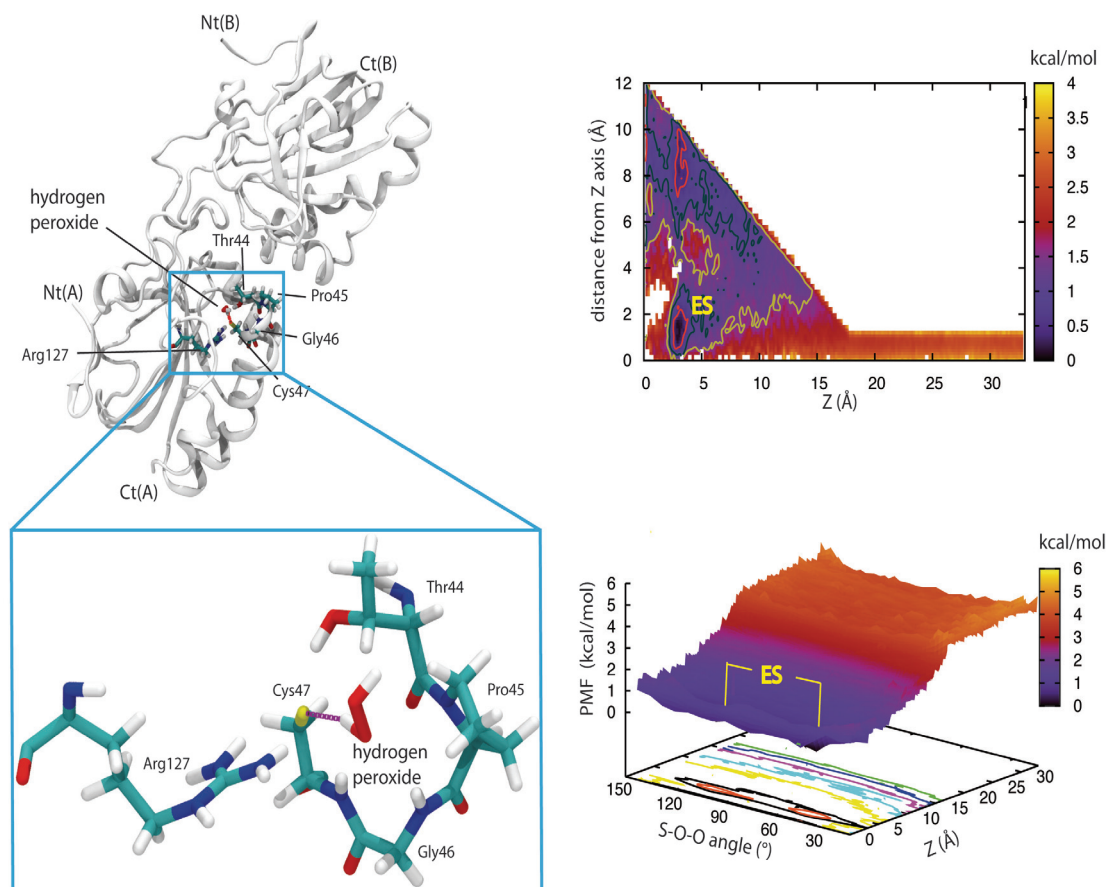 Nt(B)
Ct(B)
hydrogen
peroxide
Thr44
Nt(A)
Pro45
Gly46
Arg127
Cys47
Ct(A)
Thr44
Cys47
Pro45
Arg127
hydrogen
peroxide
Gly46
kcal/mol
distance from Z axis (Å)
12
10
8
6
4
2
0
ES
0 5 10 15 20 25 30
Z (Å)
4
3.5
3
2.5
2
1.5
1
0.5
0
kcal/mol
PMF (kcal/mol)
6
5
4
3
2
1
0
ES
6
5
4
3
2
1
0
150
120
90
60
30
S-O-O angle (°)
0
5
10
15
20
25
30
Z (Å)